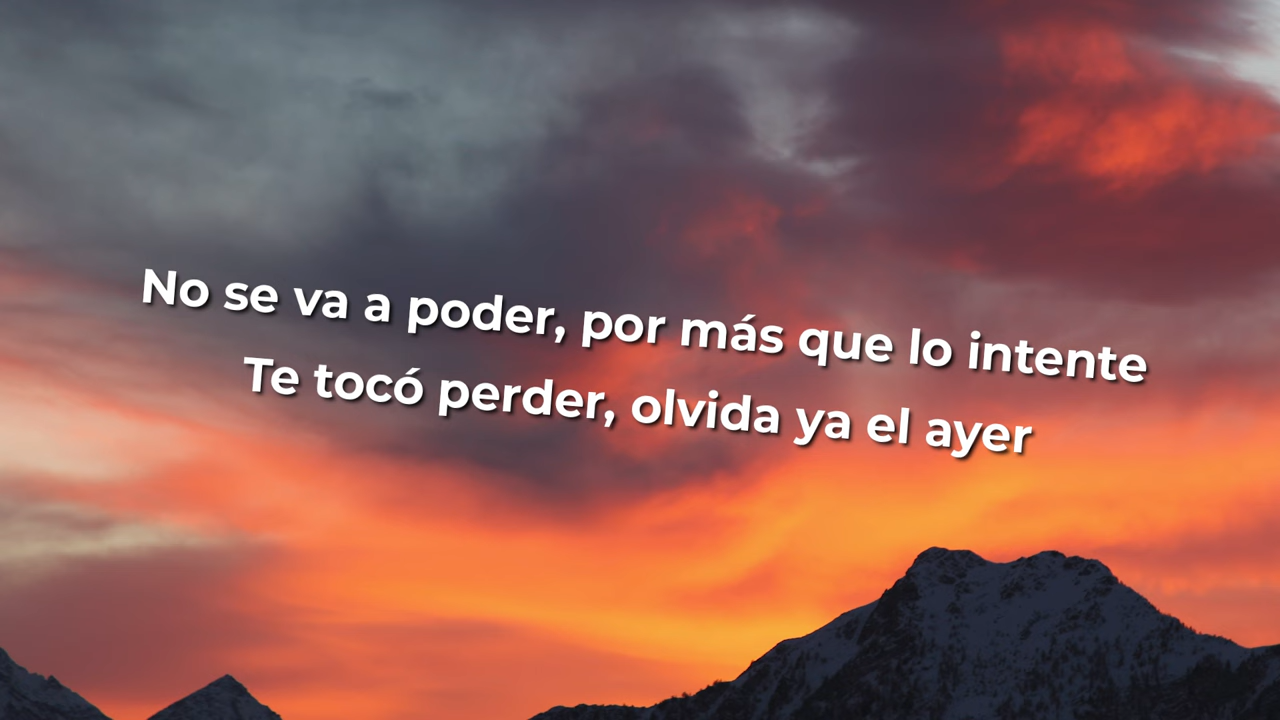 No se va a poder, por más que lo intente
Te tocó perder, olvida ya el ayer